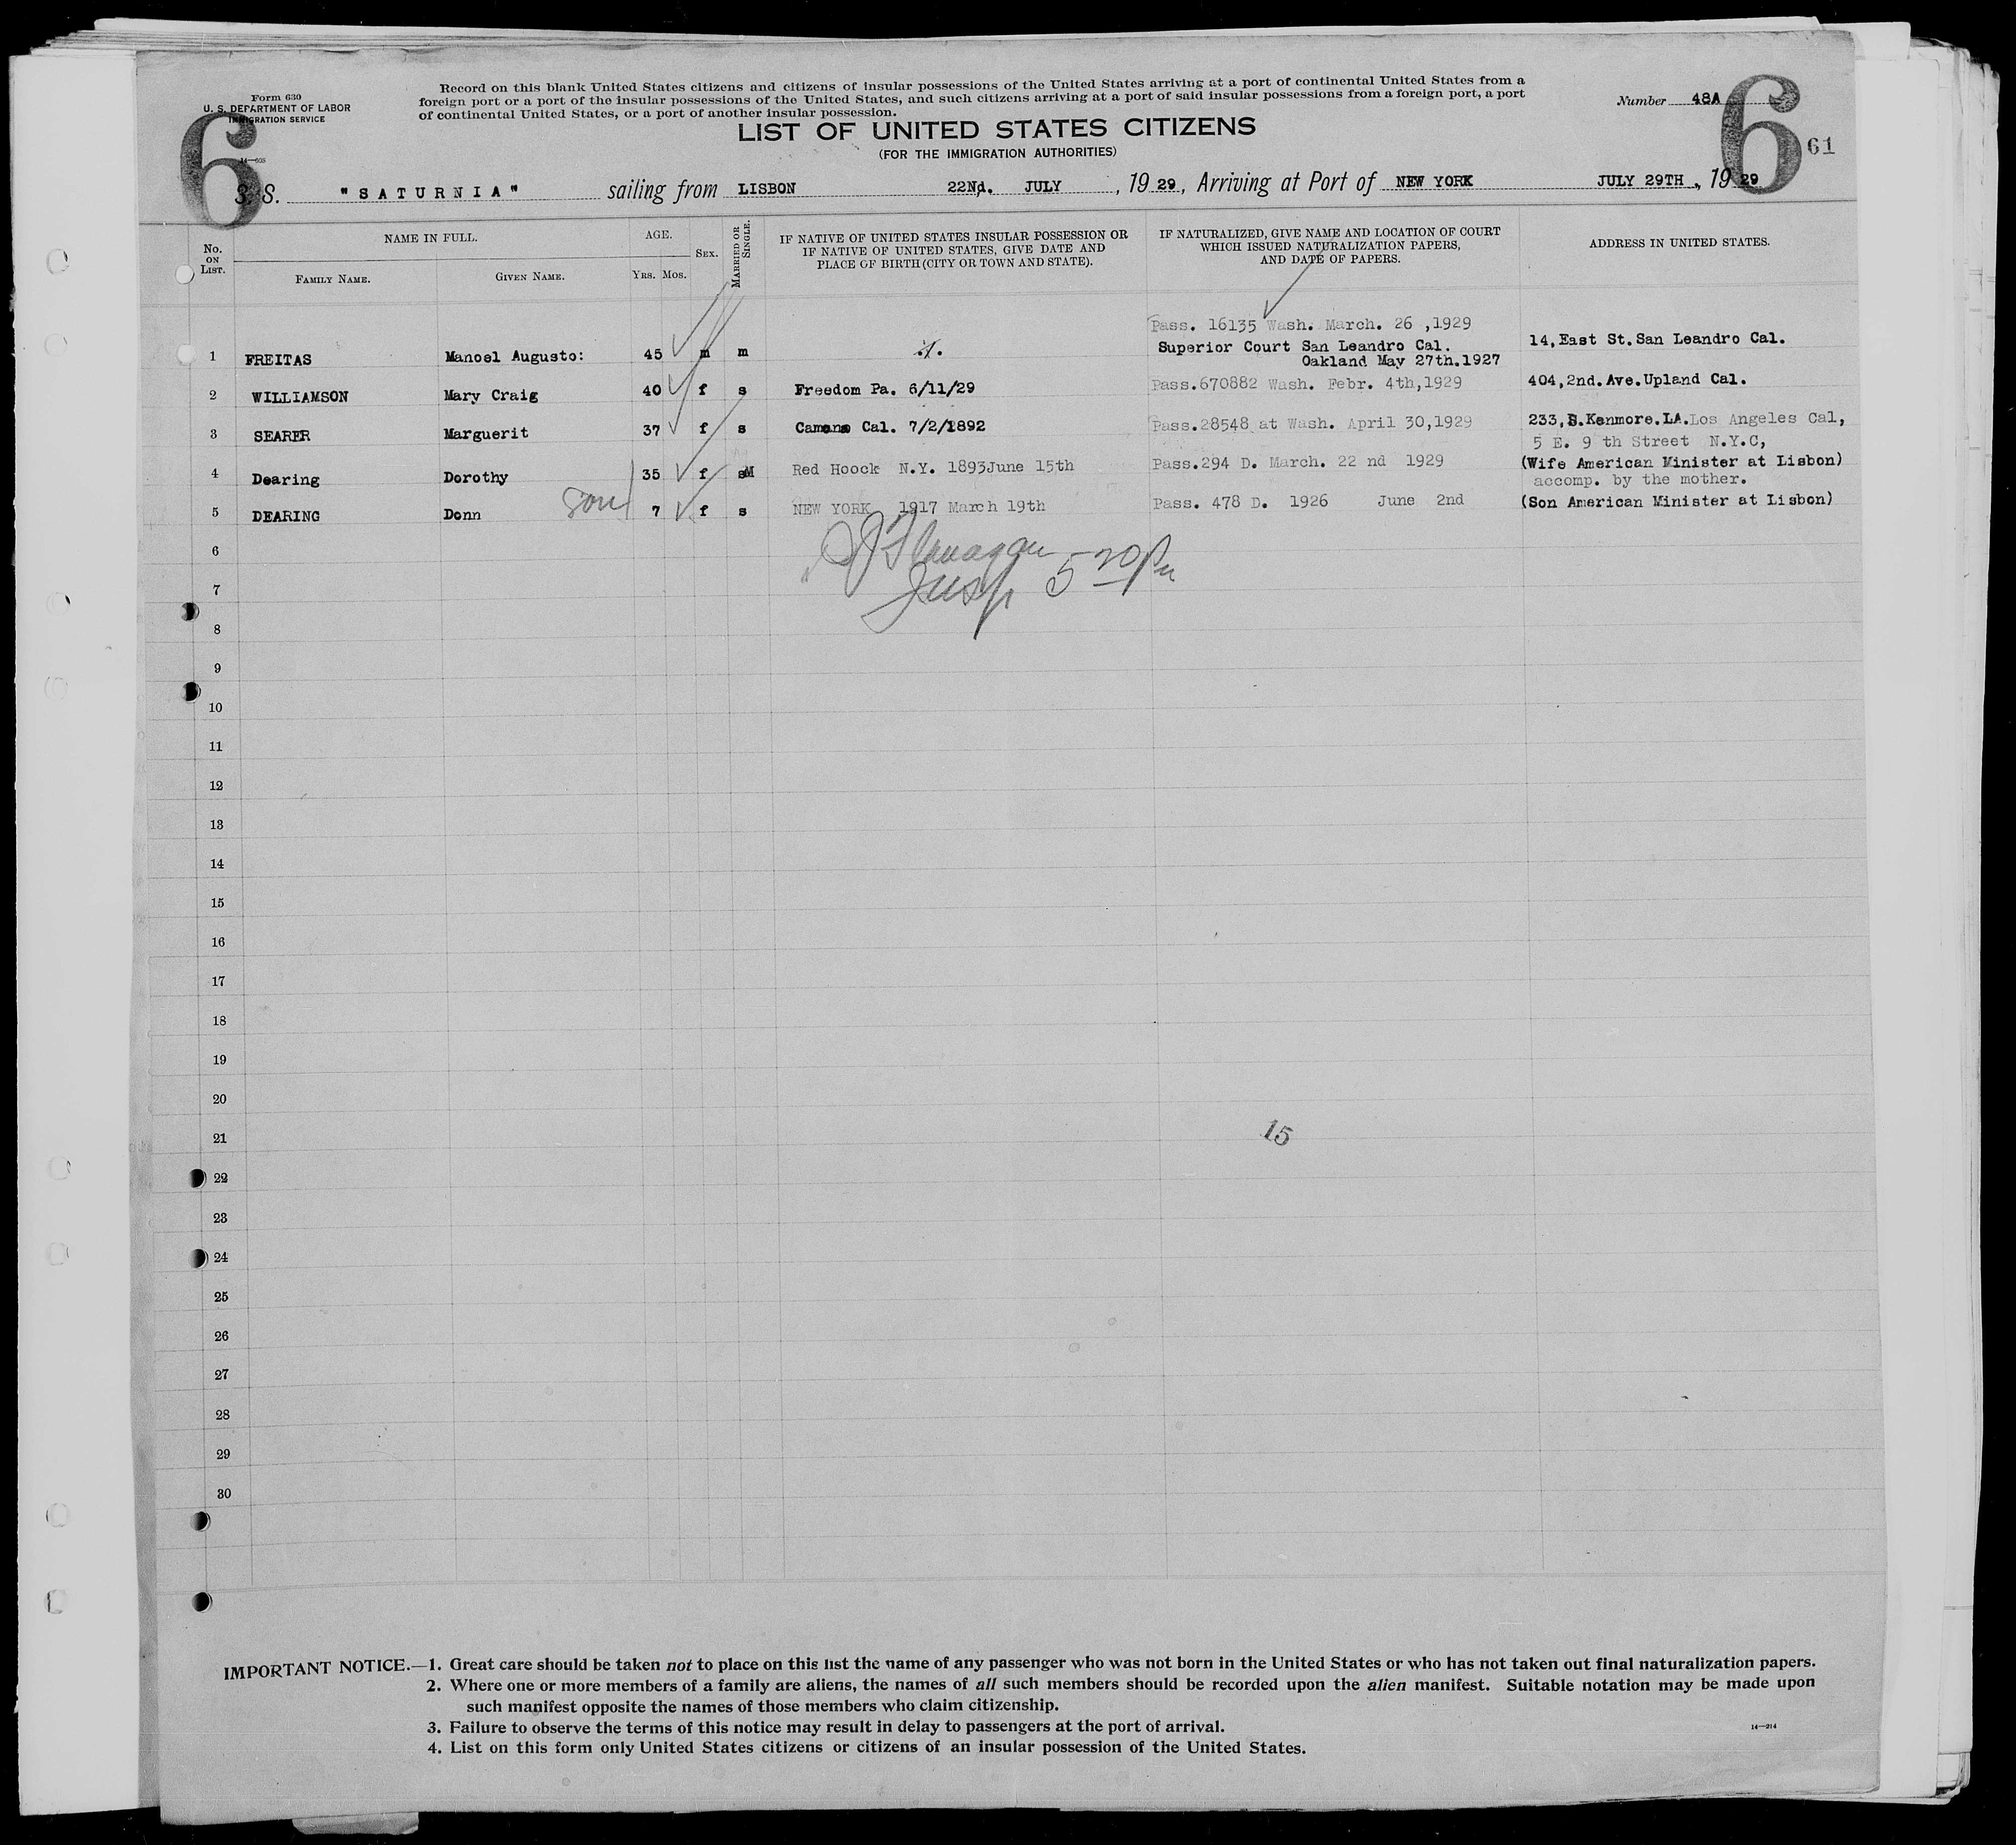 Form 630
U. S. DEPARTMENT OF LABOR
IMMIGRATION SERVICE
14—608
6
Record on this blank United States citizens and citizens of insular possessions of the United States arriving at a port of continental United States from a
foreign port or a port of the insular possessions of the United States, and such citizens arriving at a port of said insular possessions from a foreign port, a port
of continental United States, or a port of another insular possession.
LIST OF UNITED STATES CITIZENS
(FOR THE IMMIGRATION AUTHORITIES)
Number 48A
6
61
S. S. "SATURNIA" sailing from LISBON 22Nd. JULY, 1929, Arriving at Port of NEW YORK JULY 29TH, 1929
No. ON LIST.
NAME IN FULL.
FAMILY NAME.
GIVEN NAME.
AGE.
YRS. MOS.
SEX.
MARRIED OR SINGLE.
IF NATIVE OF UNITED STATES INSULAR POSSESSION OR
IF NATIVE OF UNITED STATES, GIVE DATE AND
PLACE OF BIRTH (CITY OR TOWN AND STATE).
IF NATURALIZED, GIVE NAME AND LOCATION OF COURT
WHICH ISSUED NATURALIZATION PAPERS,
AND DATE OF PAPERS.
ADDRESS IN UNITED STATES.
Pass. 16135 Wash. March. 26 ,1929
1 FREITAS Manoel Augusto: 45 m m ./. Superior Court San Leandro Cal. 14,East St.San Leandro Cal.
Oakland May 27th.1927
2 WILLIAMSON Mary Craig 40 f s Freedom Pa. 6/11/29 Pass.670882 Wash. Febr. 4th,1929 404,2nd.Ave.Upland Cal.
3 SEARER Marguerit 37 f s Cal. 7/2/1892 Pass.28548 at Wash. April 30,1929 233,S.Kenmore.LA.Los Angeles Cal,
5 E. 9 th Street N.Y.C,
4 Dearing Dorothy 35 f M Red Hoock N.Y. 1893June 15th Pass.294 D. March. 22 nd 1929 (Wife American Minister at Lisbon)
accomp. by the mother.
5 DEARING Donn son 7 f s NEW YORK 1917 March 19th Pass. 478 D. 1926 June 2nd (Son American Minister at Lisbon)
6
Flanagan
7
Insp 5 20 Pm
8
9
10
11
12
13
14
15
16
17
18
19
20
21
15
22
23
24
25
26
27
28
29
30
IMPORTANT NOTICE.—1. Great care should be taken not to place on this list the name of any passenger who was not born in the United States or who has not taken out final naturalization papers.
2. Where one or more members of a family are aliens, the names of all such members should be recorded upon the alien manifest. Suitable notation may be made upon
such manifest opposite the names of those members who claim citizenship.
3. Failure to observe the terms of this notice may result in delay to passengers at the port of arrival.
14—214
4. List on this form only United States citizens or citizens of an insular possession of the United States.